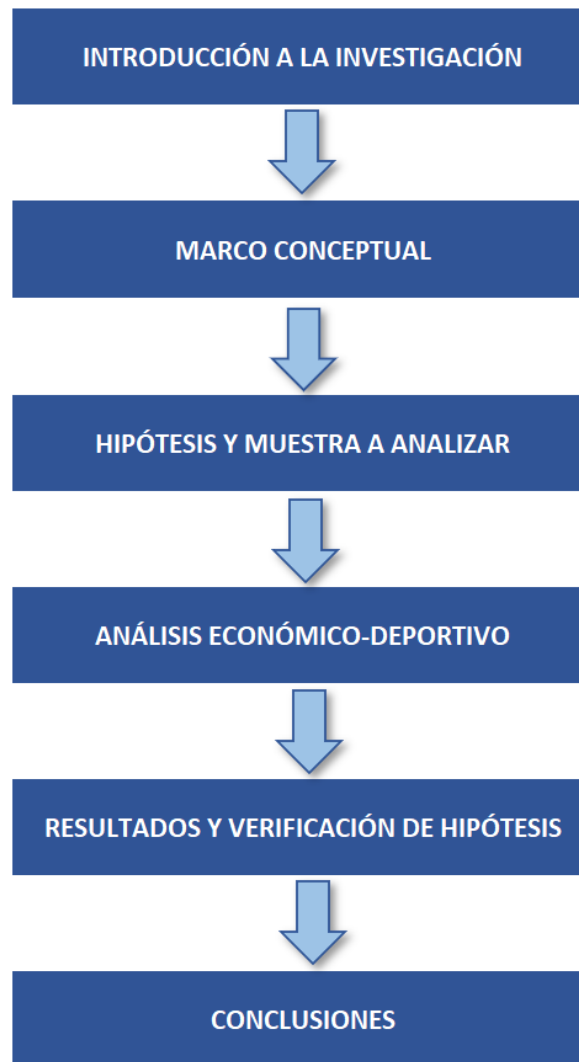 INTRODUCCIÓN A LA INVESTIGACIÓN
MARCO CONCEPTUAL
HIPÓTESIS Y MUESTRA A ANALIZAR
ANÁLISIS ECONÓMICO-DEPORTIVO
RESULTADOS Y VERIFICACIÓN DE HIPÓTESIS
CONCLUSIONES